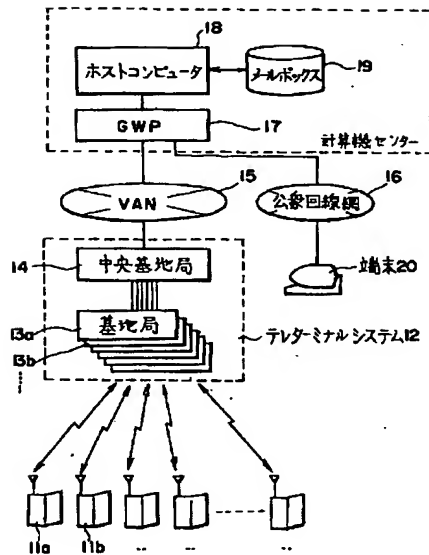 18
ホストコンピュータ
メールボックス
19
GWP
17
計算機センター
15
16
VAN
公衆回線網
14
中央基地局
端末20
13a
基地局
13b
テレターミナルシステム12
11a
11b